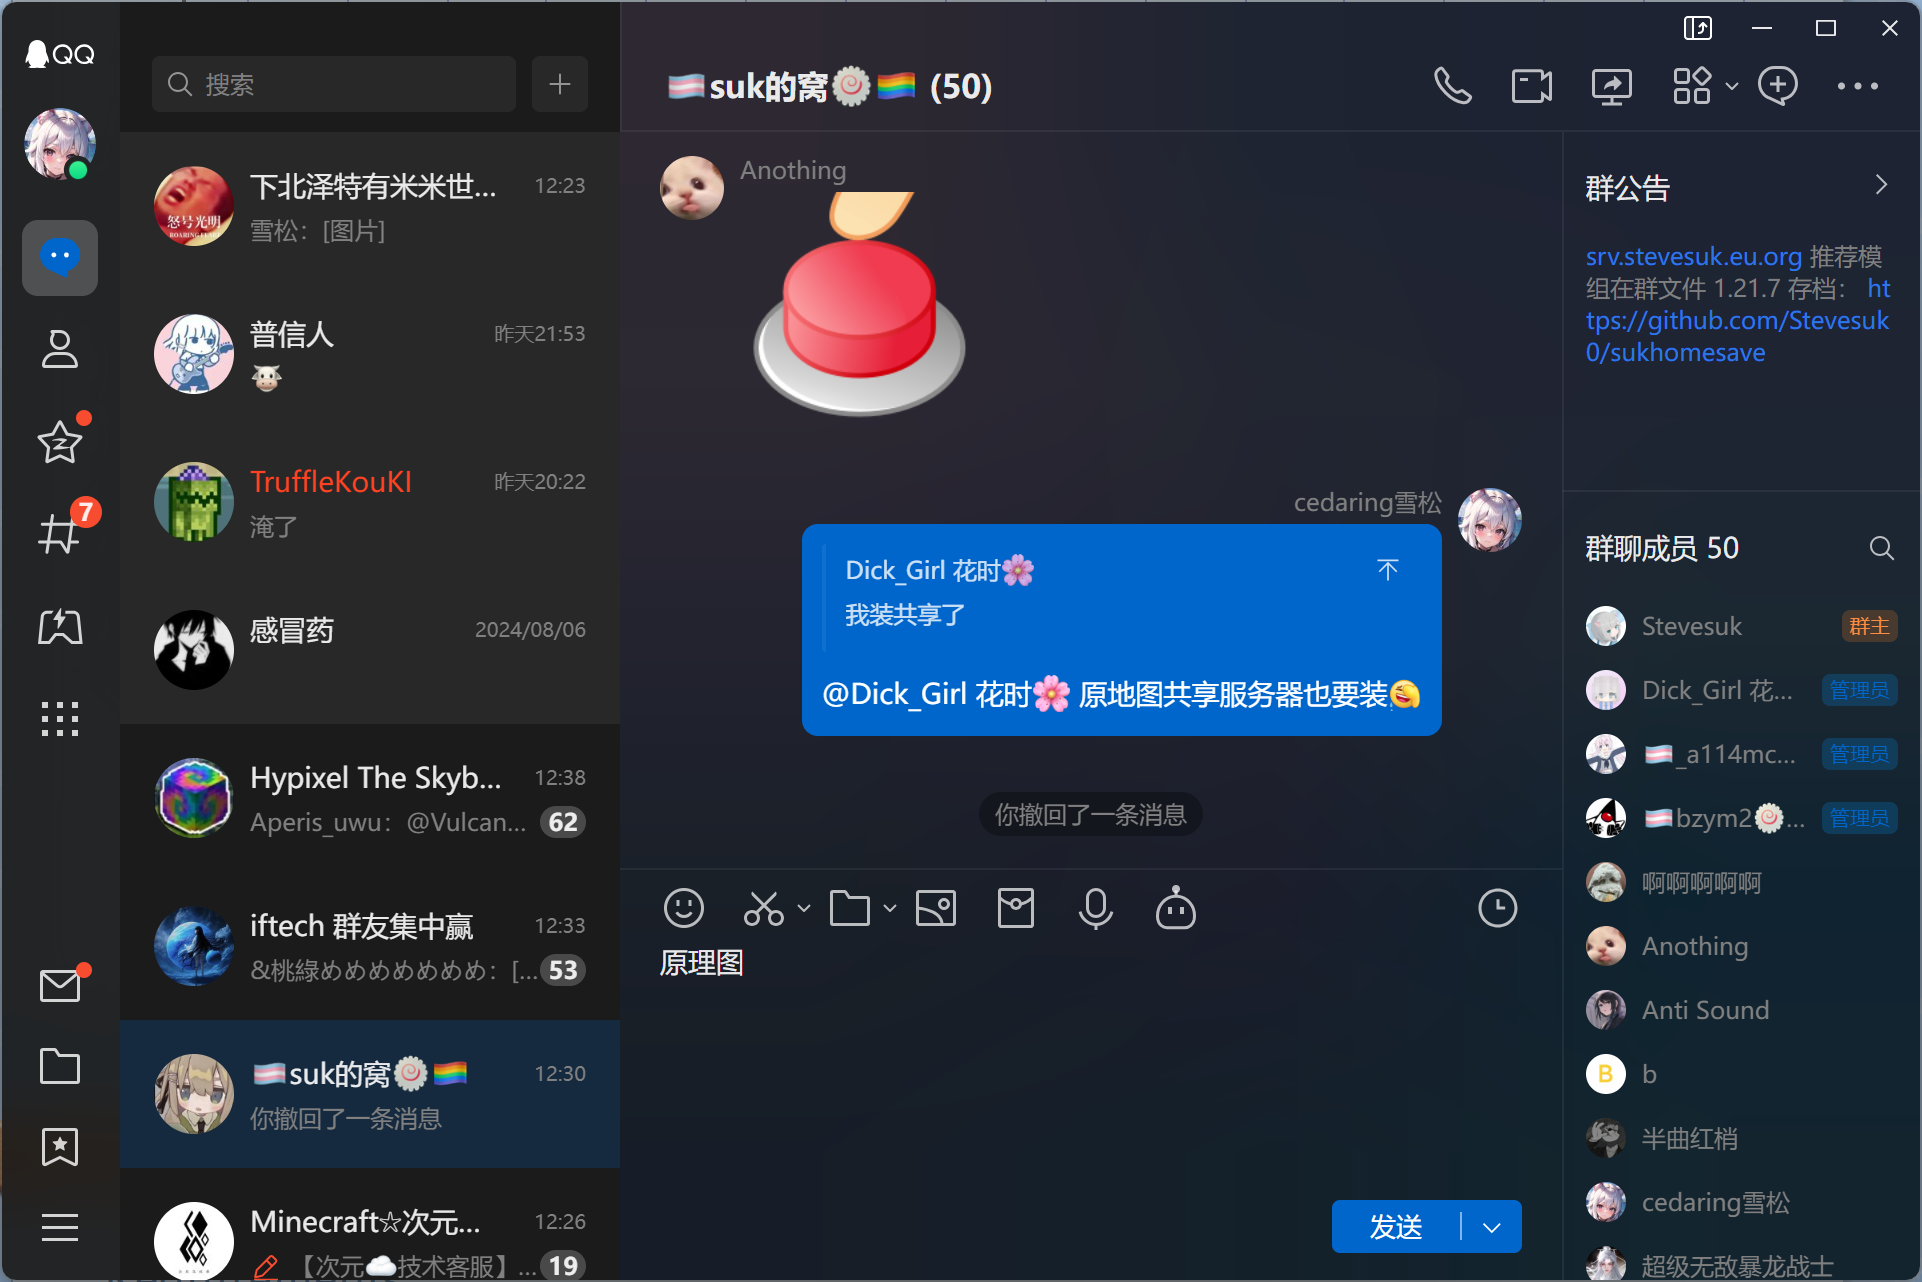 QQ
搜索
下北泽特有米米世...
12:23
雪松：[图片]
怒号光明
普信人
昨天21:53
TruffleKouKI
昨天20:22
淹了
7
感冒药
2024/08/06
Hypixel The Skyb...
12:38
Aperis_uwu：@Vulcan...
62
iftech 群友集中赢
12:33
&桃綠めめめめめめめ：[...
53
🏳️‍⚧️suk的窝🍥🏳️‍🌈
12:30
你撤回了一条消息
Minecraft☆次元...
12:26
【次元☁️技术客服】...
19
🏳️‍⚧️suk的窝🍥🏳️‍🌈 (50)
Anothing
cedaring雪松
Dick_Girl 花时🌸
我装共享了
@Dick_Girl 花时🌸 原地图共享服务器也要装
你撤回了一条消息
原理图
发送
群公告
srv.stevesuk.eu.org 推荐模
组在群文件 1.21.7 存档： ht
tps://github.com/Stevesuk
0/sukhomesave
群聊成员 50
Stevesuk
群主
Dick_Girl 花...
管理员
🏳️‍⚧️_a114mc...
管理员
🏳️‍⚧️bzym2🍥...
管理员
啊啊啊啊啊
Anothing
Anti Sound
B
b
半曲红梢
cedaring雪松
超级无敌暴龙战士